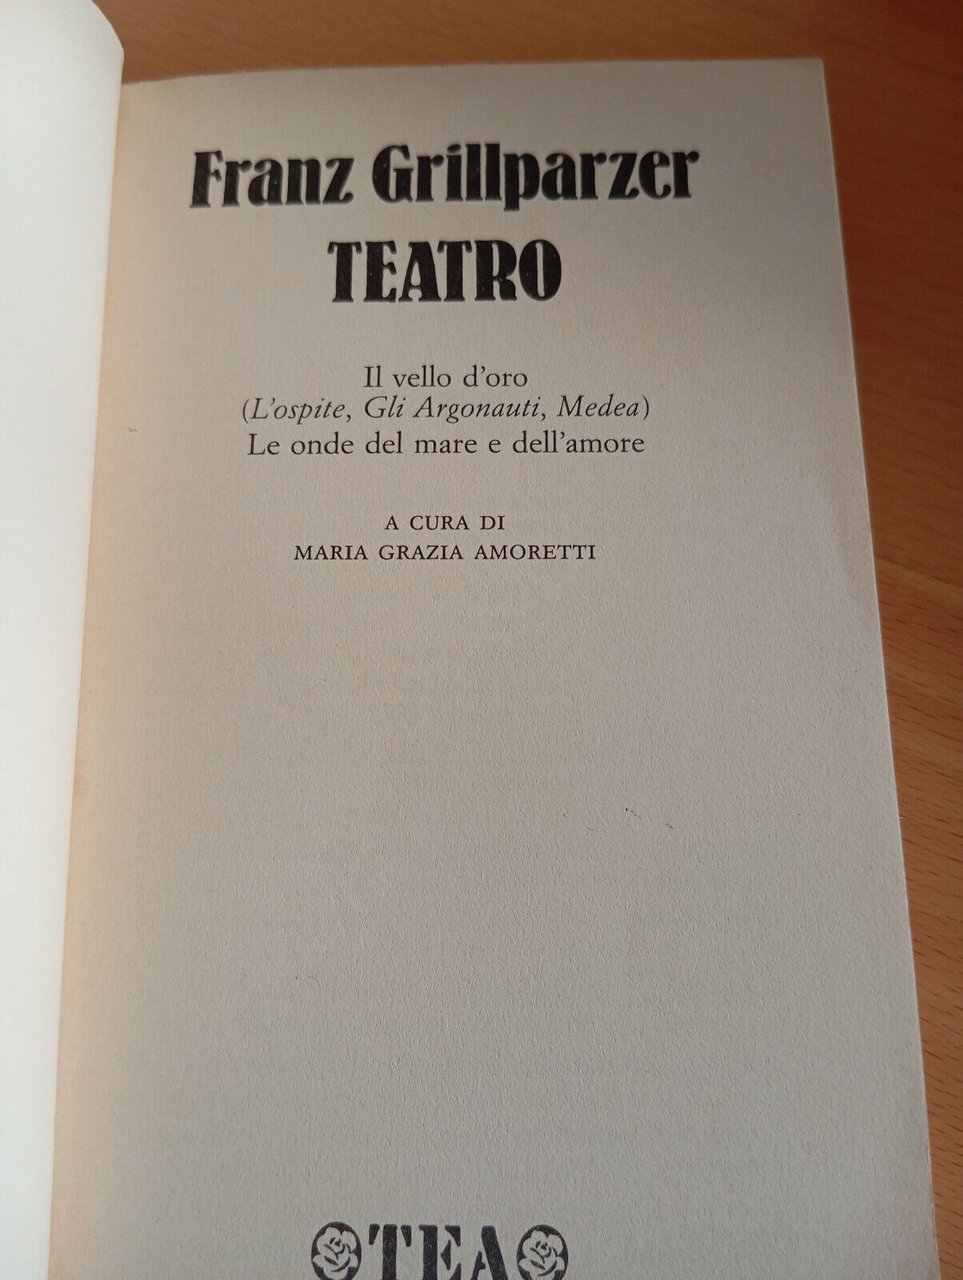 Franz Grillparzer
TEATRO
Il vello d'oro
(L'ospite, Gli Argonauti, Medea)
Le onde del mare e dell'amore
A CURA DI
MARIA GRAZIA AMORETTI
TEA